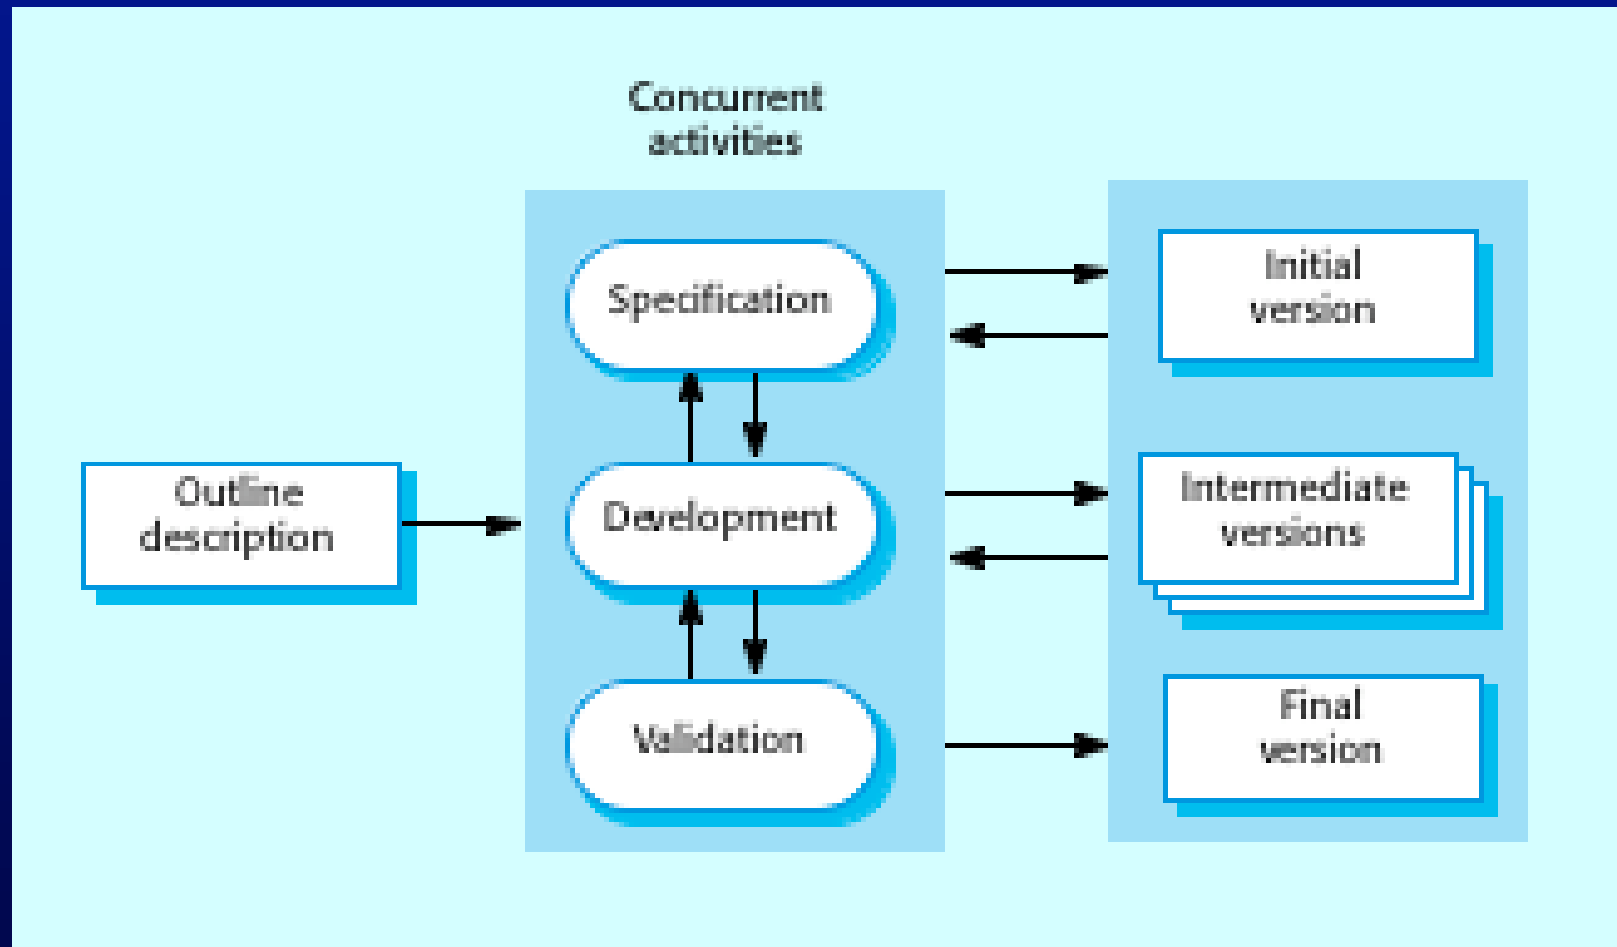 Concurrent
activities
Specification
Initial
version
Outline
description
Development
Intermediate
versions
Validation
Final
version